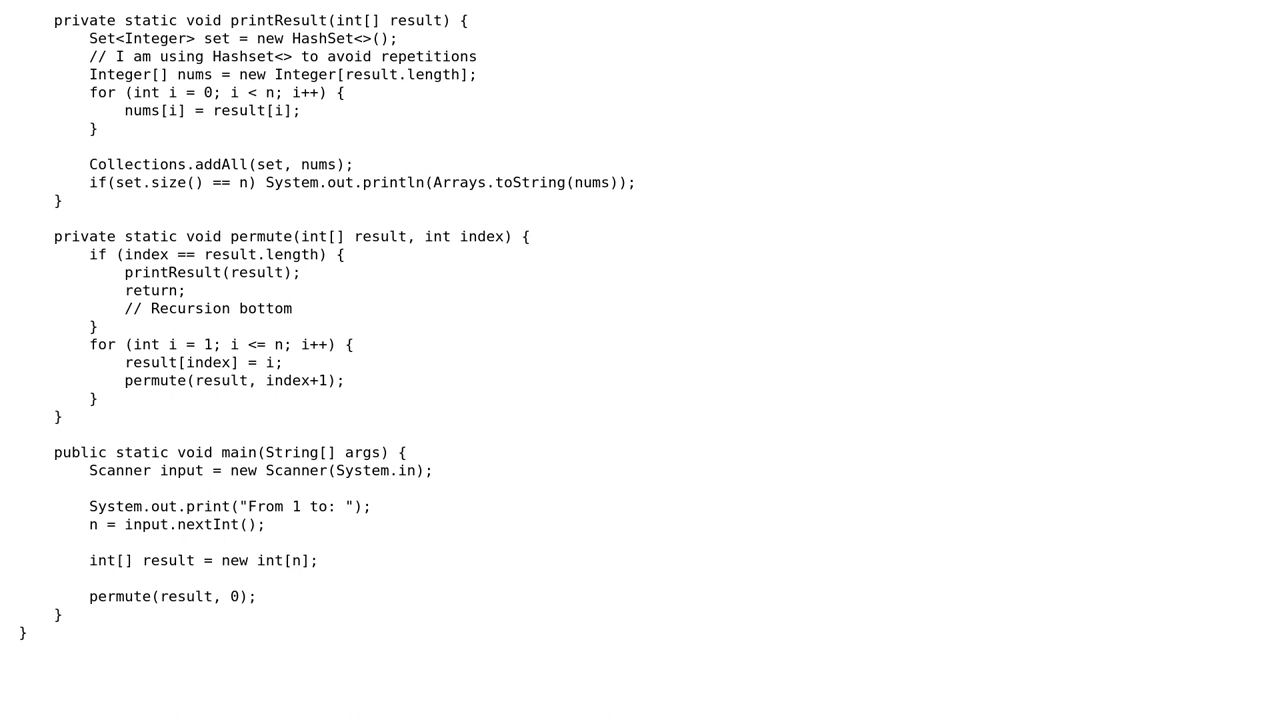 private static void printResult(int[] result) {
Set<Integer> set = new HashSet<>();
// I am using Hashset<> to avoid repetitions
Integer[] nums = new Integer[result.length];
for (int i = 0; i < n; i++) {
nums[i] = result[i];
}
Collections.addAll(set, nums);
if(set.size() == n) System.out.println(Arrays.toString(nums));
}
private static void permute(int[] result, int index) {
if (index == result.length) {
printResult(result);
return;
// Recursion bottom
}
for (int i = 1; i <= n; i++) {
result[index] = i;
permute(result, index+1);
}
}
public static void main(String[] args) {
Scanner input = new Scanner(System.in);
System.out.print("From 1 to: ");
n = input.nextInt();
int[] result = new int[n];
permute(result, 0);
}
}